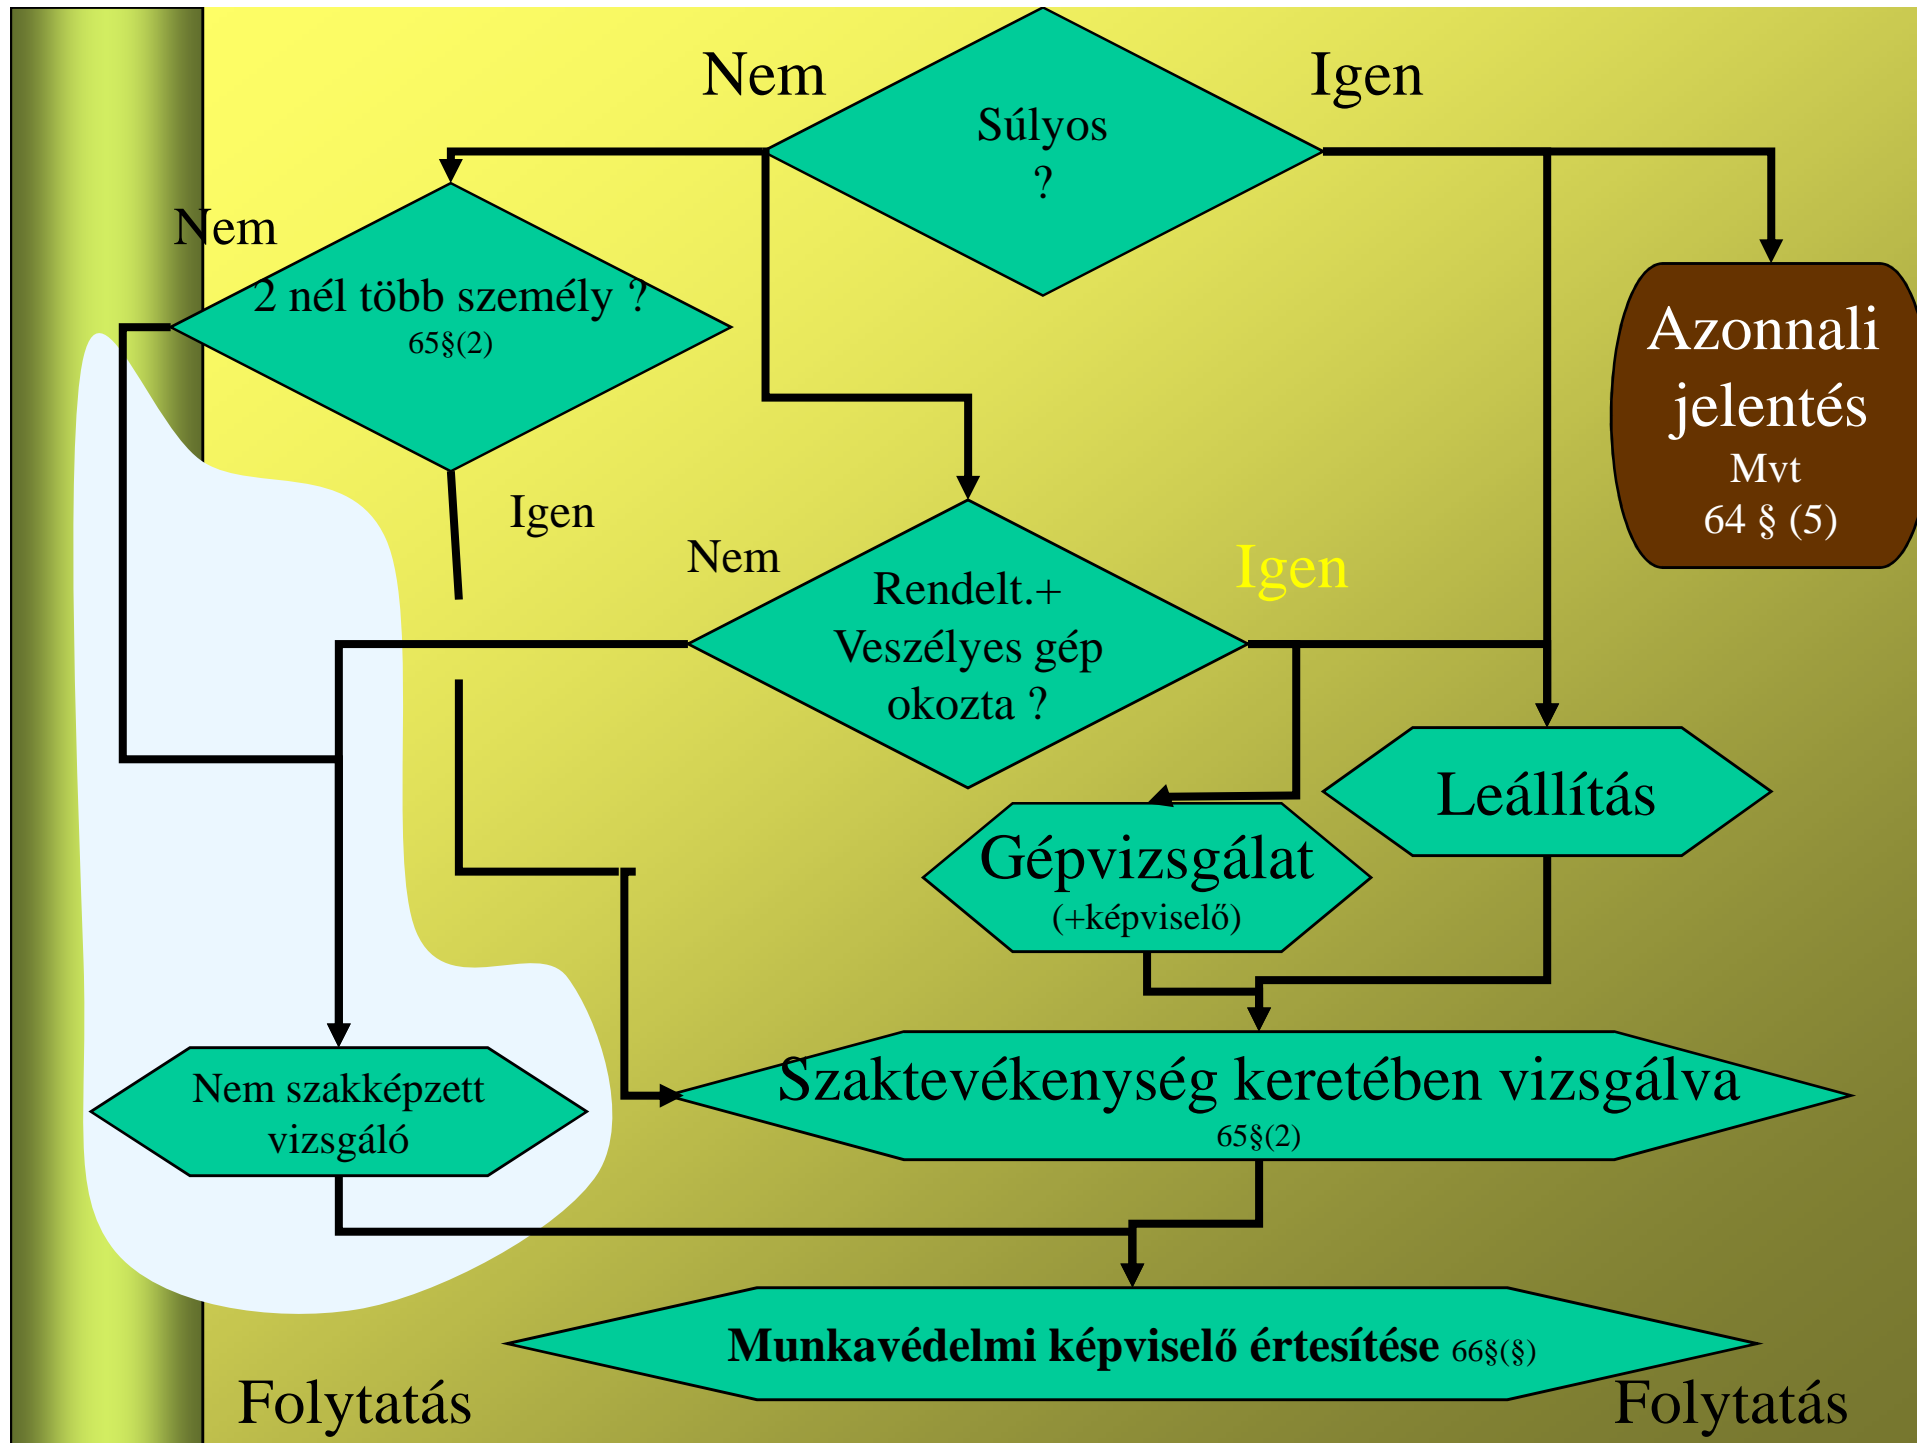 Nem
Igen
Súlyos
?
Nem
2 nél több személy ?
65§(2)
Azonnali
jelentés
Mvt
64 § (5)
Igen
Nem
Igen
Rendelt.+
Veszélyes gép
okozta ?
Leállítás
Gépvizsgálat
(+képviselő)
Nem szakképzett
vizsgáló
Szaktevékenység keretében vizsgálva
65§(2)
Munkavédelmi képviselő értesítése 66§(§)
Folytatás
Folytatás